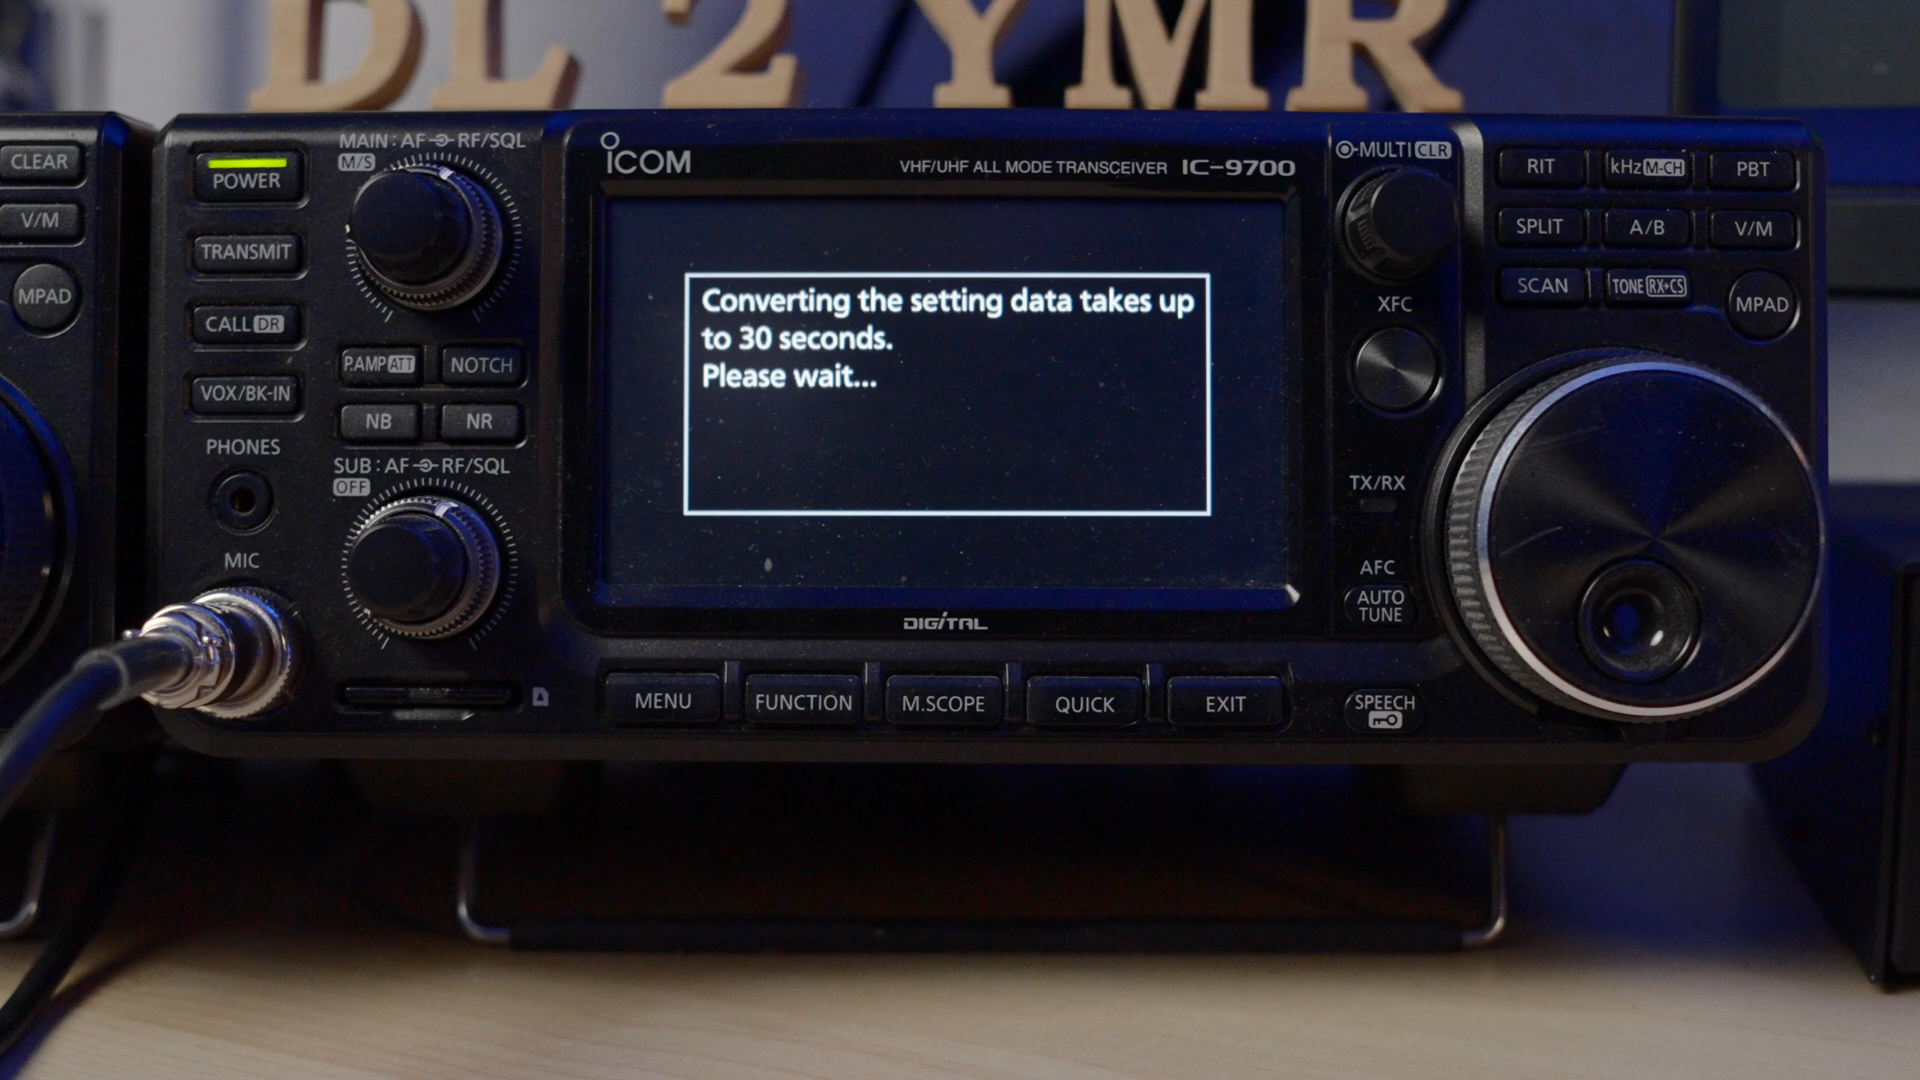 DL 2 YMR
CLEAR
V/M
MPAD
POWER
TRANSMIT
CALL DR
VOX/BK-IN
PHONES
MIC
MAIN : AF RF/SQL
M/S
P.AMP ATT
NOTCH
NB
NR
SUB : AF RF/SQL
OFF
ICOM
VHF/UHF ALL MODE TRANSCEIVER IC-9700
Converting the setting data takes up
to 30 seconds.
Please wait...
DIGITAL
MENU
FUNCTION
M.SCOPE
QUICK
EXIT
MULTI CLR
XFC
TX/RX
AFC
AUTO
TUNE
SPEECH
RIT
kHz M-CH
PBT
SPLIT
A/B
V/M
SCAN
TONE RX→CS
MPAD